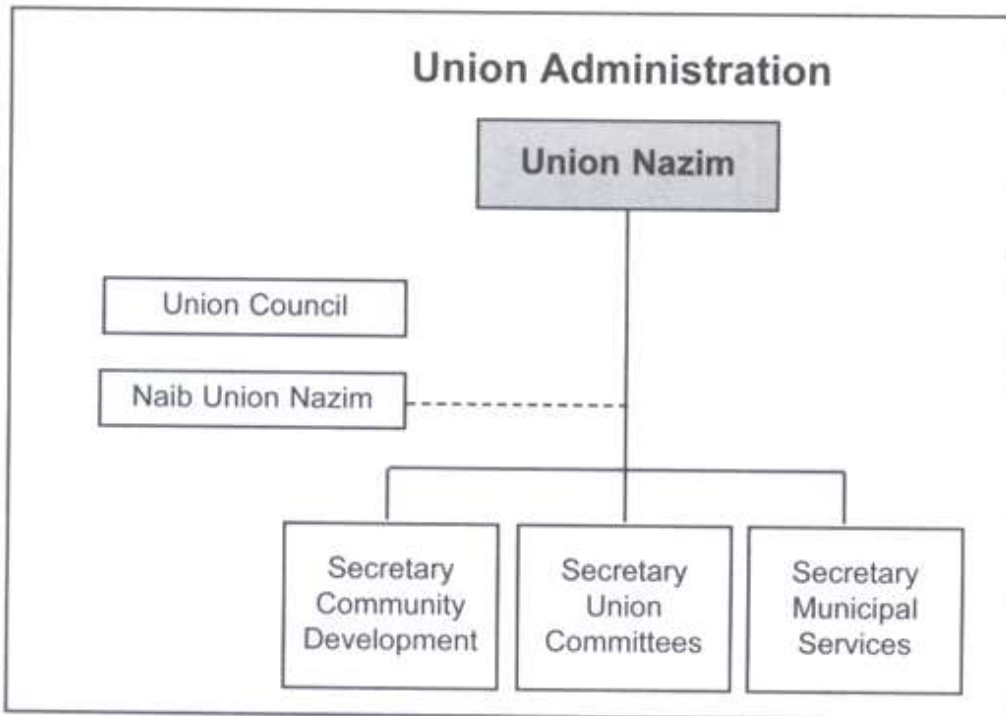 Union Administration
Union Nazim
Union Council
Naib Union Nazim
Secretary
Community
Development
Secretary
Union
Committees
Secretary
Municipal
Services